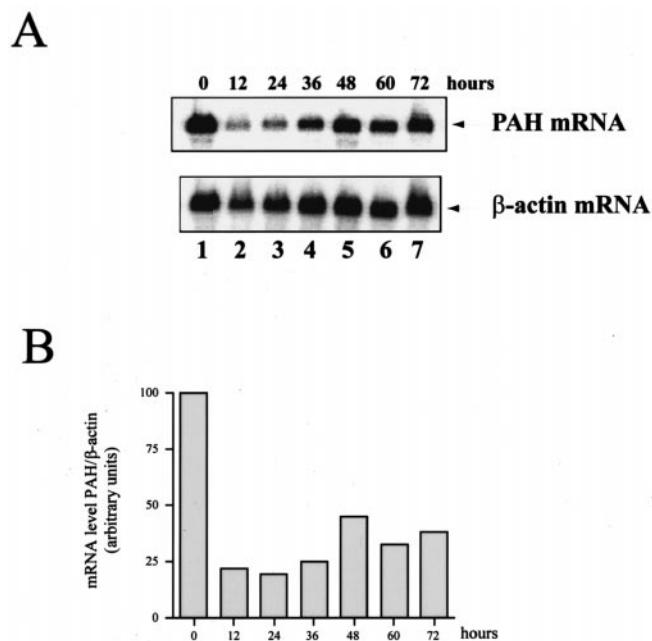 A
0 12 24 36 48 60 72 hours
PAH mRNA
β-actin mRNA
1 2 3 4 5 6 7
B
mRNA level PAH/β-actin
(arbitrary units)
100
75
50
25
0
0 12 24 36 48 60 72 hours